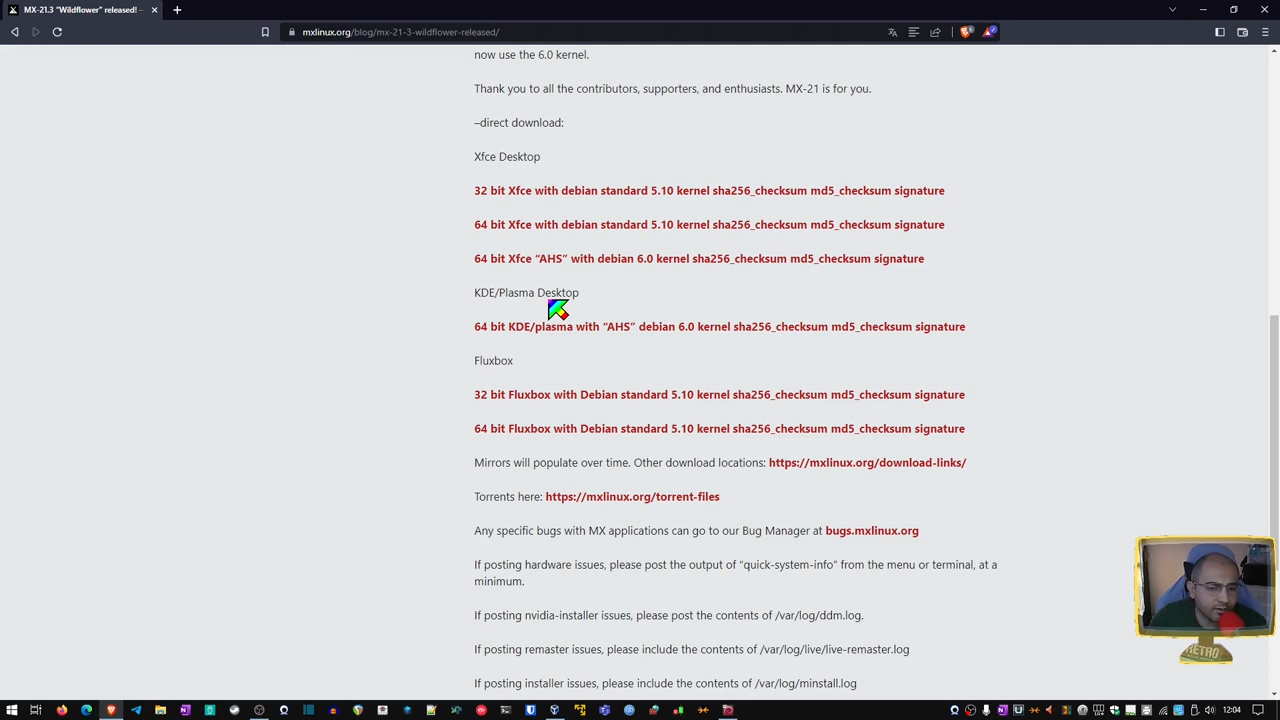 MX-21.3 “Wildflower” released! –
mxlinux.org/blog/mx-21-3-wildflower-released/
now use the 6.0 kernel.
Thank you to all the contributors, supporters, and enthusiasts. MX-21 is for you.
–direct download:
Xfce Desktop
32 bit Xfce with debian standard 5.10 kernel sha256_checksum md5_checksum signature
64 bit Xfce with debian standard 5.10 kernel sha256_checksum md5_checksum signature
64 bit Xfce “AHS” with debian 6.0 kernel sha256_checksum md5_checksum signature
KDE/Plasma Desktop
64 bit KDE/plasma with “AHS” debian 6.0 kernel sha256_checksum md5_checksum signature
Fluxbox
32 bit Fluxbox with Debian standard 5.10 kernel sha256_checksum md5_checksum signature
64 bit Fluxbox with Debian standard 5.10 kernel sha256_checksum md5_checksum signature
Mirrors will populate over time. Other download locations: https://mxlinux.org/download-links/
Torrents here: https://mxlinux.org/torrent-files
Any specific bugs with MX applications can go to our Bug Manager at bugs.mxlinux.org
If posting hardware issues, please post the output of “quick-system-info” from the menu or terminal, at a
minimum.
If posting nvidia-installer issues, please post the contents of /var/log/ddm.log.
If posting remaster issues, please include the contents of /var/log/live/live-remaster.log
If posting installer issues, please include the contents of /var/log/minstall.log
RETRO
12:04